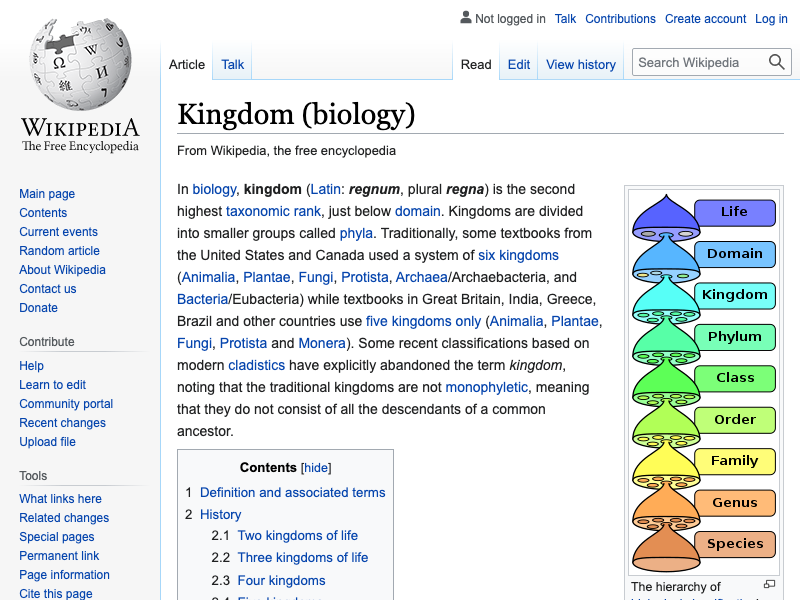 Not logged in Talk Contributions Create account Log in
Article Talk Read Edit View history Search Wikipedia
Ω W И 維 7
WIKIPEDIA
The Free Encyclopedia
Main page
Contents
Current events
Random article
About Wikipedia
Contact us
Donate
Contribute
Help
Learn to edit
Community portal
Recent changes
Upload file
Tools
What links here
Related changes
Special pages
Permanent link
Page information
Cite this page
Kingdom (biology)
From Wikipedia, the free encyclopedia
In biology, kingdom (Latin: regnum, plural regna) is the second
highest taxonomic rank, just below domain. Kingdoms are divided
into smaller groups called phyla. Traditionally, some textbooks from
the United States and Canada used a system of six kingdoms
(Animalia, Plantae, Fungi, Protista, Archaea/Archaebacteria, and
Bacteria/Eubacteria) while textbooks in Great Britain, India, Greece,
Brazil and other countries use five kingdoms only (Animalia, Plantae,
Fungi, Protista and Monera). Some recent classifications based on
modern cladistics have explicitly abandoned the term kingdom,
noting that the traditional kingdoms are not monophyletic, meaning
that they do not consist of all the descendants of a common
ancestor.
Contents [hide]
1 Definition and associated terms
2 History
2.1 Two kingdoms of life
2.2 Three kingdoms of life
2.3 Four kingdoms
Life
Domain
Kingdom
Phylum
Class
Order
Family
Genus
Species
The hierarchy of